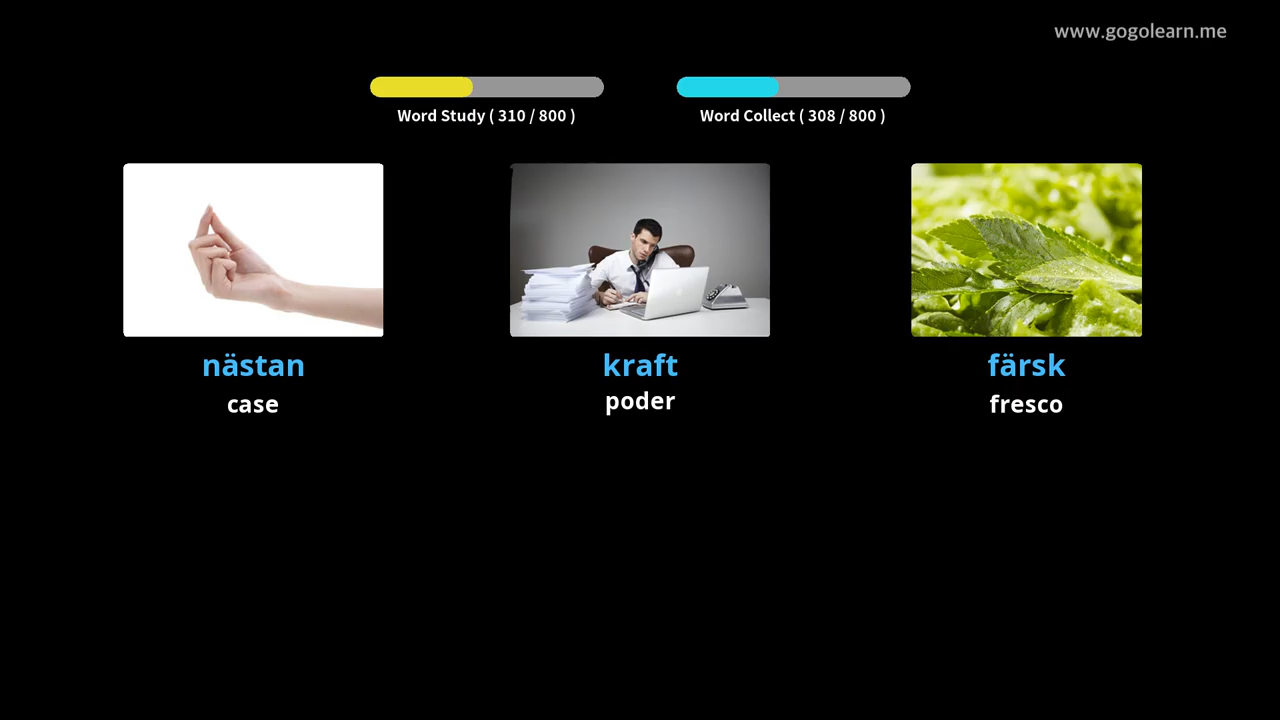 www.gogolearn.me
Word Study ( 310 / 800 )
Word Collect ( 308 / 800 )
nästan
case
kraft
poder
färsk
fresco